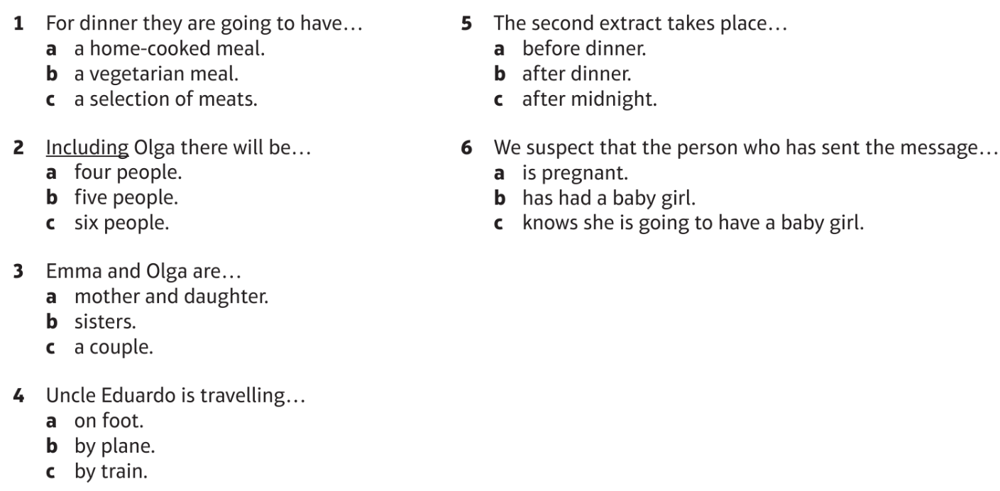 1 For dinner they are going to have…
a a home-cooked meal.
b a vegetarian meal.
c a selection of meats.
2 Including Olga there will be…
a four people.
b five people.
c six people.
3 Emma and Olga are…
a mother and daughter.
b sisters.
c a couple.
4 Uncle Eduardo is travelling…
a on foot.
b by plane.
c by train.
5 The second extract takes place…
a before dinner.
b after dinner.
c after midnight.
6 We suspect that the person who has sent the message…
a is pregnant.
b has had a baby girl.
c knows she is going to have a baby girl.